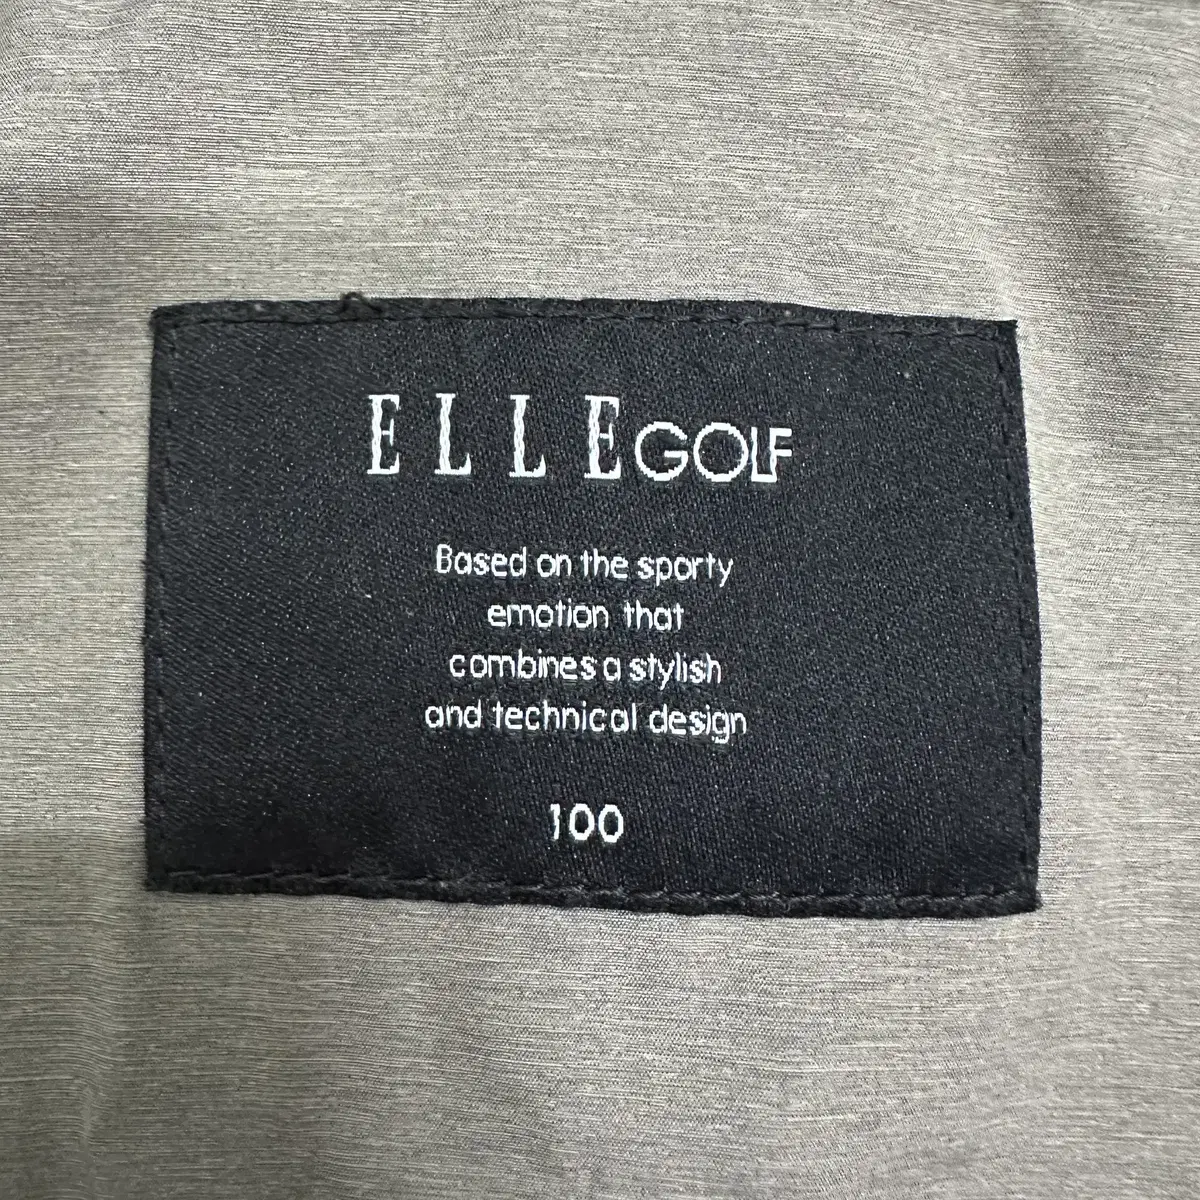 ELLE GOLF
Based on the sporty
emotion that
combines a stylish
and technical design
100